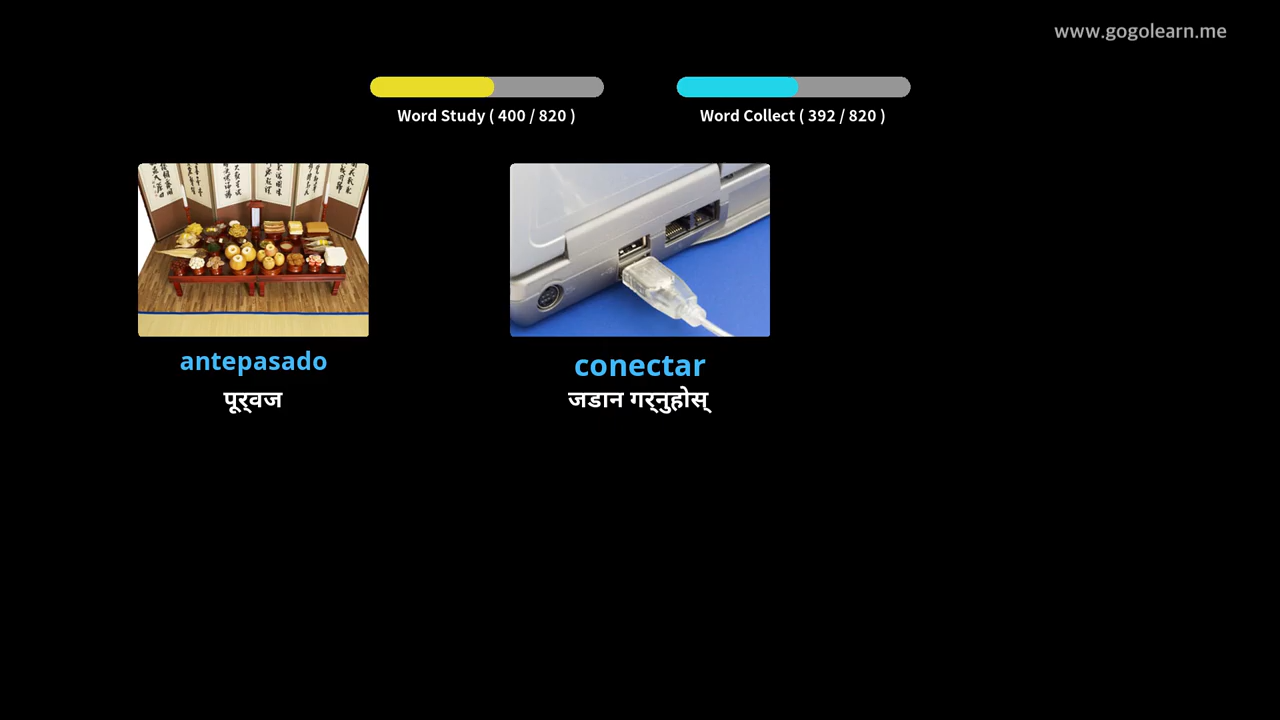 www.gogolearn.me
Word Study ( 400 / 820 )
Word Collect ( 392 / 820 )
antepasado
पूर्वज
conectar
जडान गर्नुहोस्